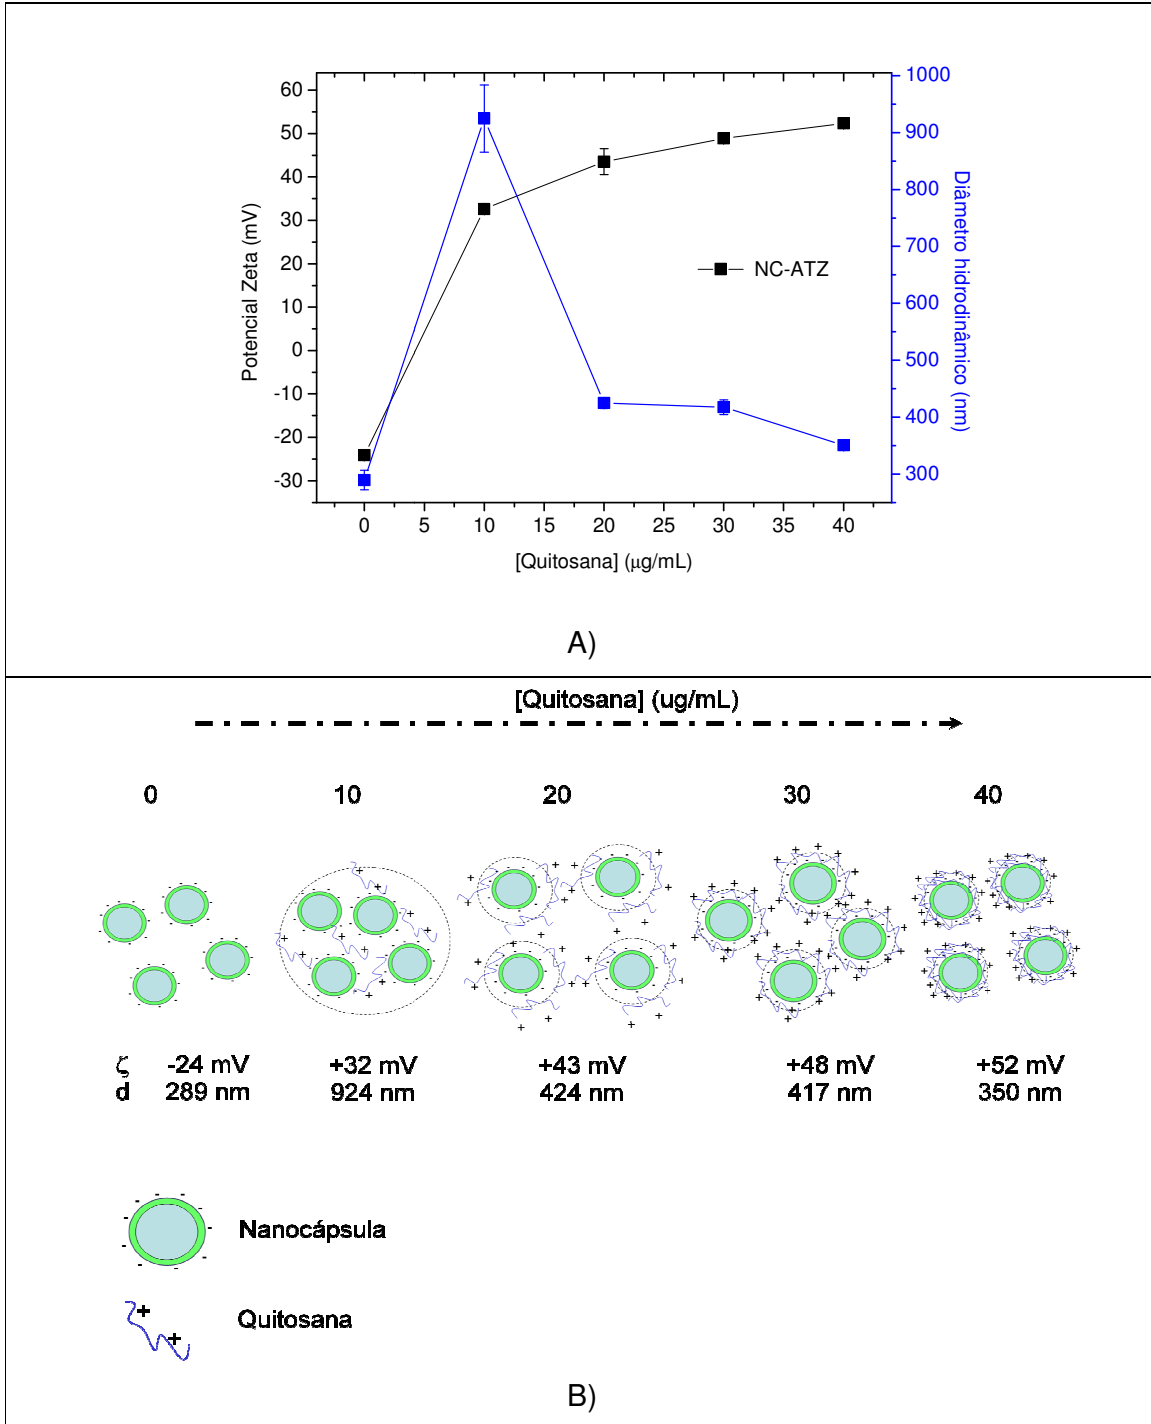 60
50
40
30
20
10
0
-10
-20
-30
Potencial Zeta (mV)
1000
900
800
700
600
500
400
300
Diâmetro hidrodinâmico (nm)
NC-ATZ
0 5 10 15 20 25 30 35 40
[Quitosana] (μg/mL)
A)
[Quitosana] (ug/mL)
0 10 20 30 40
ζ -24 mV +32 mV +43 mV +48 mV +52 mV
d 289 nm 924 nm 424 nm 417 nm 350 nm
Nanocápsula
Quitosana
B)